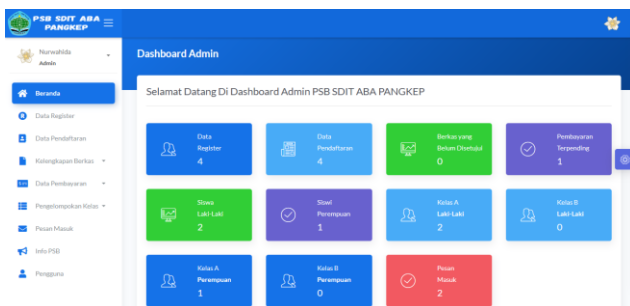 PSB SDIT ABA
PANGKEP
Nurwahida
Admin
Dashboard Admin
Beranda
Data Register
Data Pendaftaran
Kelengkapan Berkas
Data Pembayaran
Pengelompokan Kelas
Pesan Masuk
Info PSB
Pengguna
Selamat Datang Di Dashboard Admin PSB SDIT ABA PANGKEP
Data
Register
4
Data
Pendaftaran
4
Berkas yang
Belum Disetujui
0
Pembayaran
Terpending
1
Siswa
Laki-Laki
2
Siswi
Perempuan
1
Kelas A
Laki-Laki
2
Kelas B
Laki-Laki
0
Kelas A
Perempuan
1
Kelas B
Perempuan
0
Pesan
Masuk
2